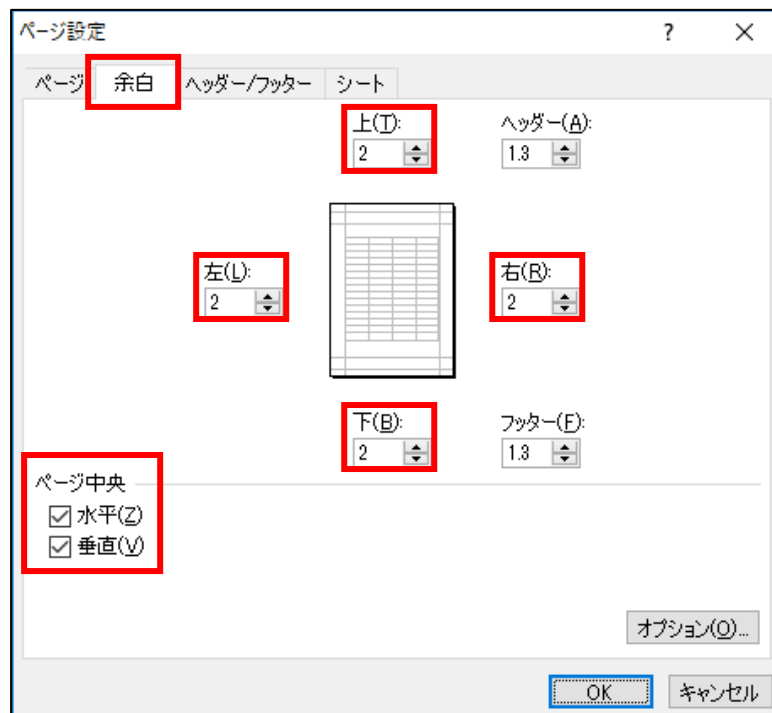 ページ設定 ?
ページ 余白 ヘッダー/フッター シート
上(T): ヘッダー(A):
2 1.3
左(L): 右(R):
2 2
下(B): フッター(F):
2 1.3
ページ中央
水平(Z)
垂直(V)
オプション(O)...
OK キャンセル